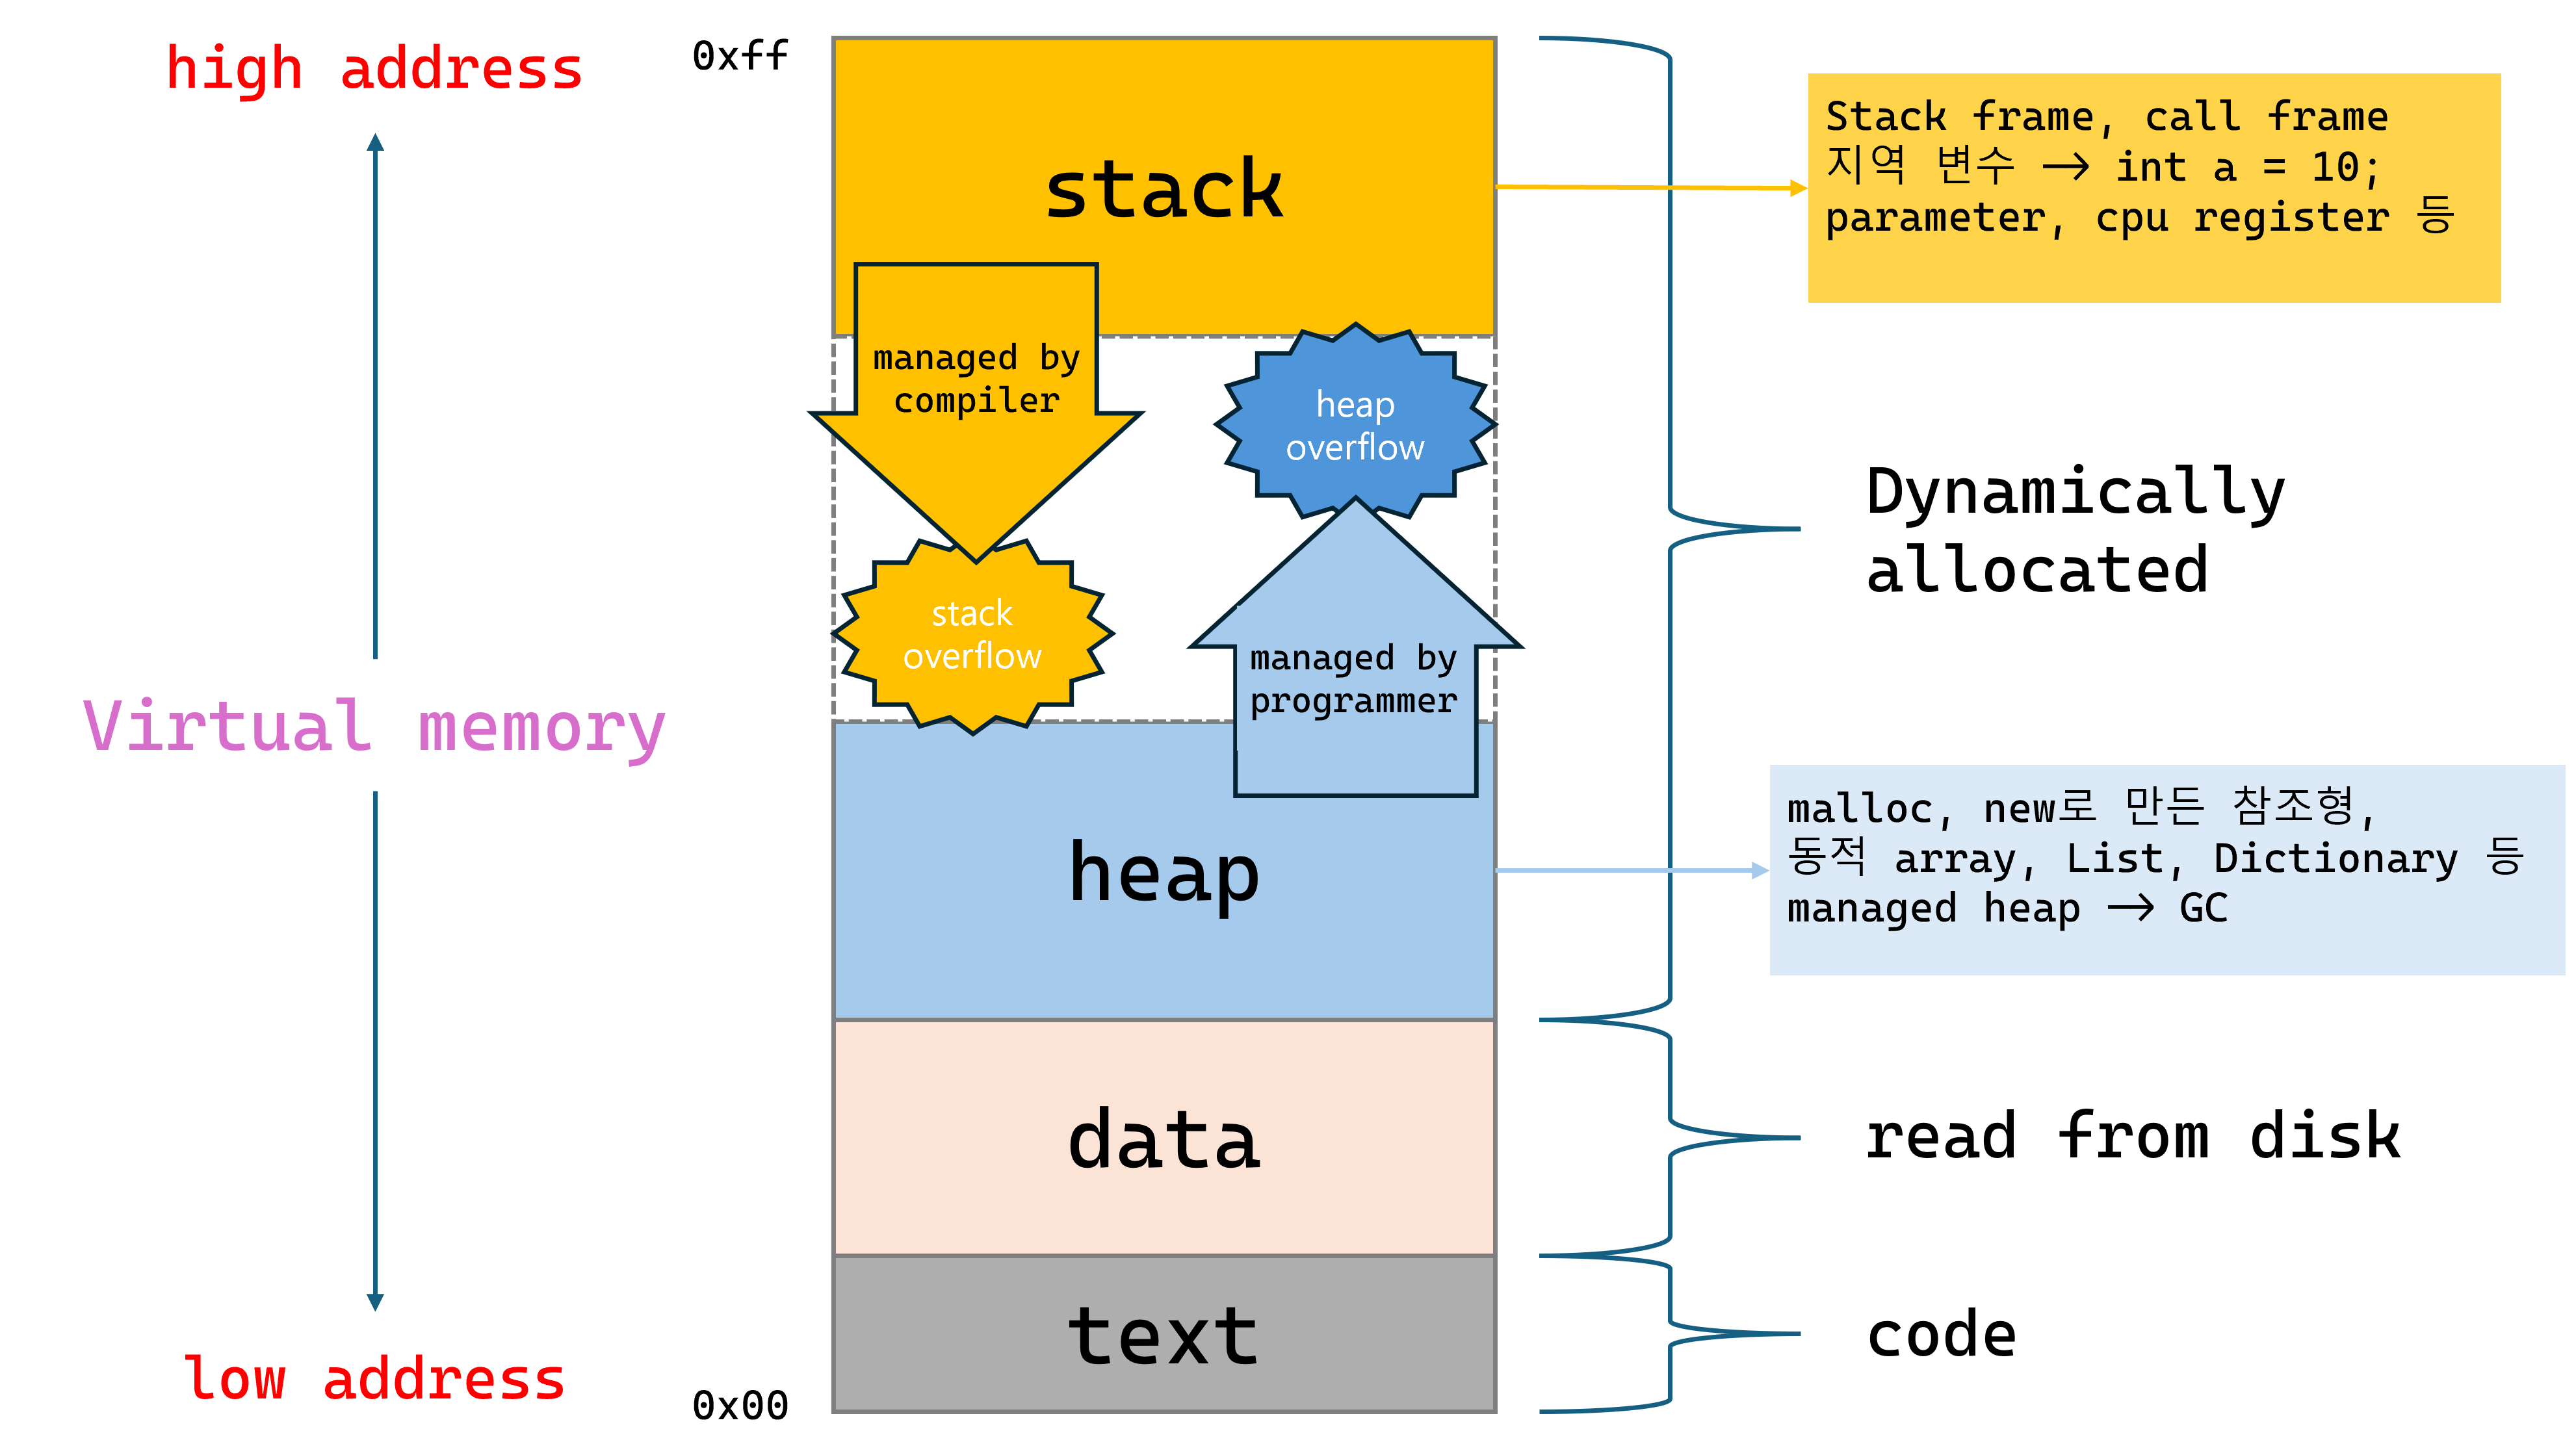 high address
0xff
stack
Stack frame, call frame
지역 변수 → int a = 10;
parameter, cpu register 등
managed by
compiler
heap
overflow
Dynamically
allocated
stack
overflow
managed by
programmer
Virtual memory
malloc, new로 만든 참조형,
동적 array, List, Dictionary 등
managed heap → GC
heap
data
read from disk
text
code
low address
0x00